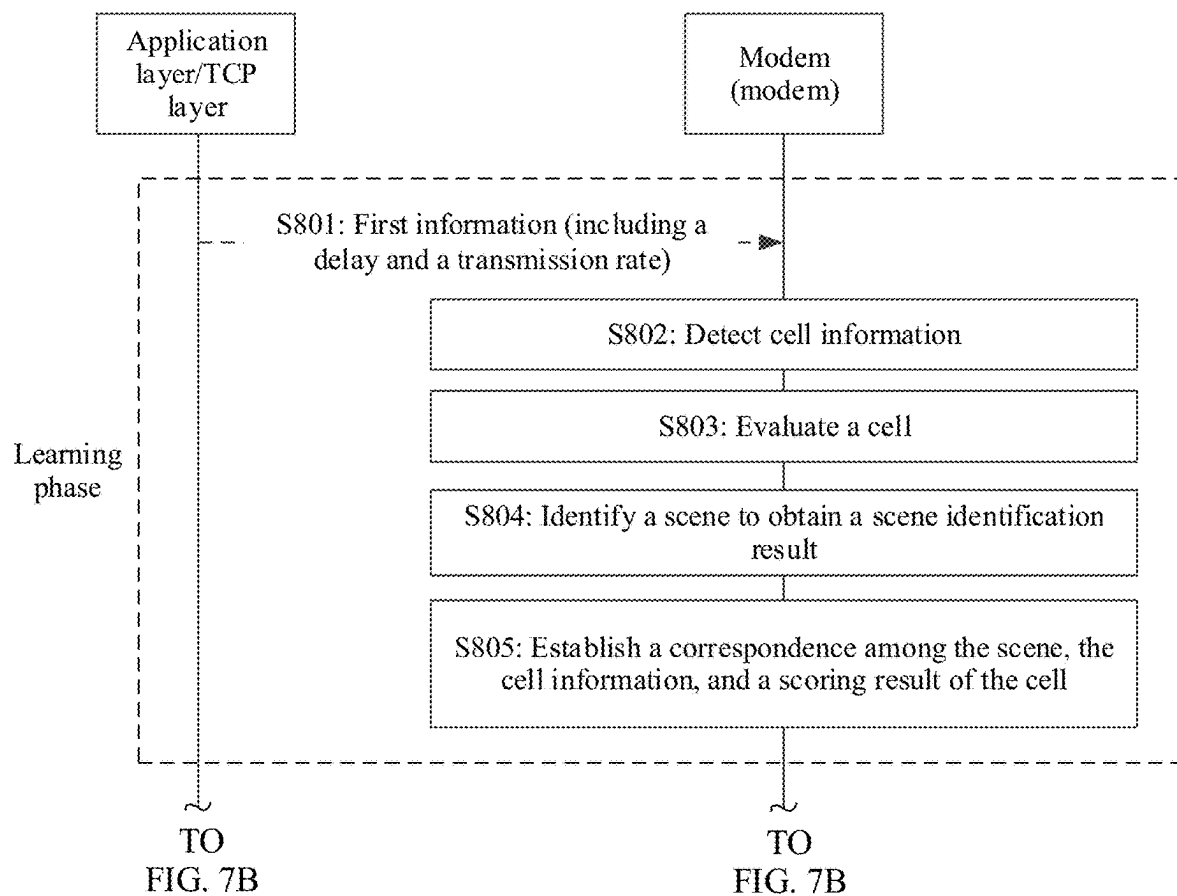 Application
layer/TCP
layer
Modem
(modem)
S801: First information (including a
delay and a transmission rate)
S802: Detect cell information
S803: Evaluate a cell
Learning
phase
S804: Identify a scene to obtain a scene identification
result
S805: Establish a correspondence among the scene, the
cell information, and a scoring result of the cell
TO
FIG. 7B
TO
FIG. 7B